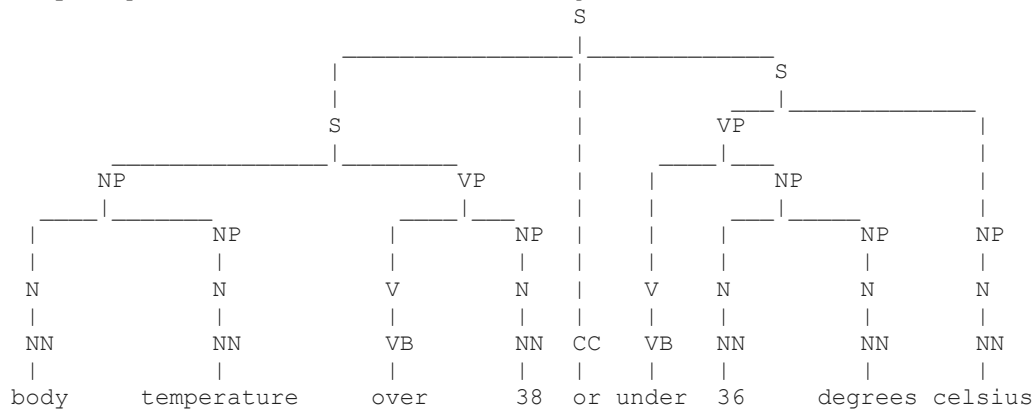 S
S
S VP
NP VP NP
NP NP NP NP
N N V N V N N N
NN NN VB NN CC VB NN NN NN
body temperature over 38 or under 36 degrees celsius